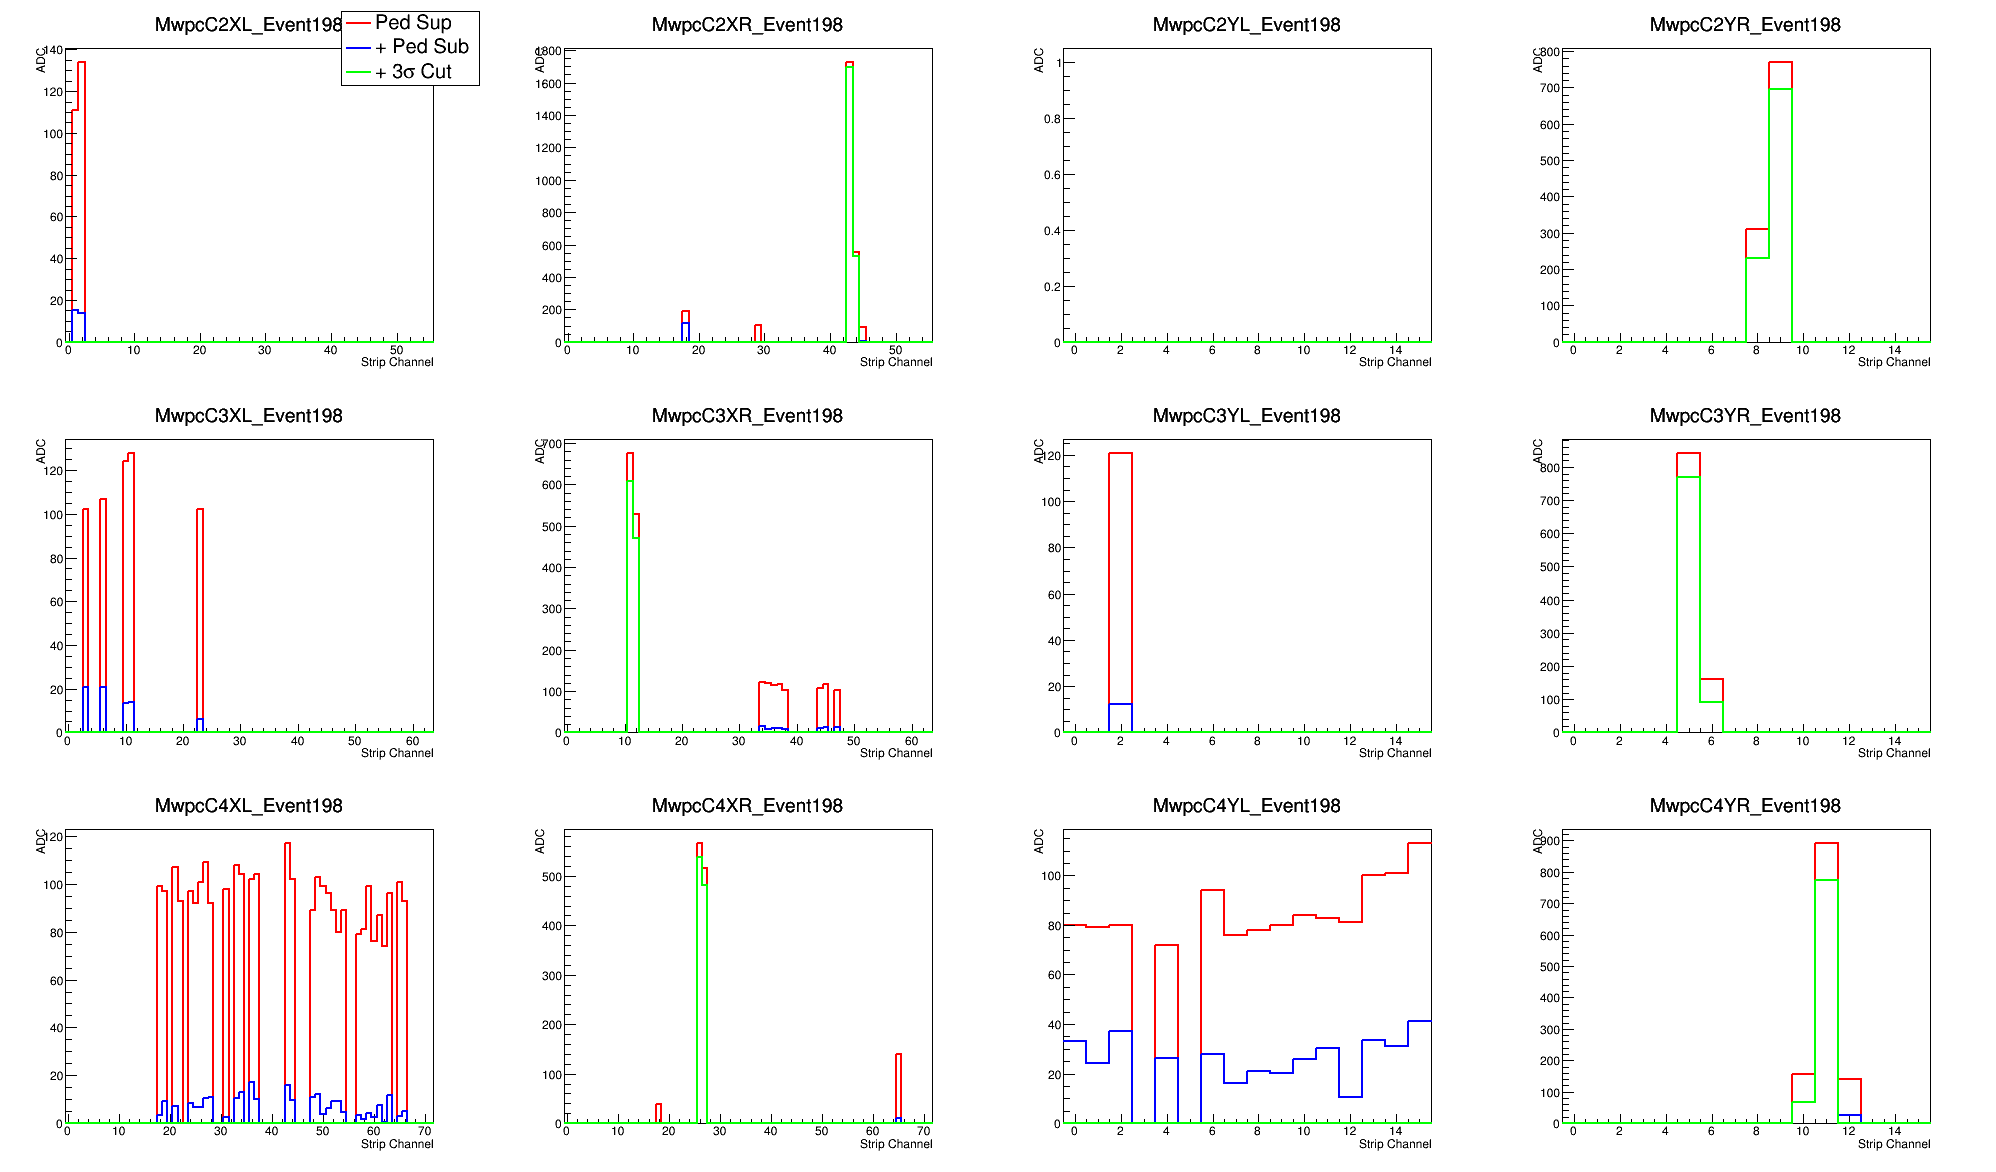 MwpcC2XL_Event198
Ped Sup
+ Ped Sub
+ 3σ Cut
ADC
140
120
100
80
60
40
20
0
0 10 20 30 40 50
Strip Channel
MwpcC2XR_Event198
ADC
1800
1600
1400
1200
1000
800
600
400
200
0
0 10 20 30 40 50
Strip Channel
MwpcC2YL_Event198
ADC
1
0.8
0.6
0.4
0.2
0
0 2 4 6 8 10 12 14
Strip Channel
MwpcC2YR_Event198
ADC
800
700
600
500
400
300
200
100
0
0 2 4 6 8 10 12 14
Strip Channel
MwpcC3XL_Event198
ADC
120
100
80
60
40
20
0
0 10 20 30 40 50 60
Strip Channel
MwpcC3XR_Event198
ADC
700
600
500
400
300
200
100
0
0 10 20 30 40 50 60
Strip Channel
MwpcC3YL_Event198
ADC
120
100
80
60
40
20
0
0 2 4 6 8 10 12 14
Strip Channel
MwpcC3YR_Event198
ADC
800
700
600
500
400
300
200
100
0
0 2 4 6 8 10 12 14
Strip Channel
MwpcC4XL_Event198
ADC
120
100
80
60
40
20
0
0 10 20 30 40 50 60 70
Strip Channel
MwpcC4XR_Event198
ADC
500
400
300
200
100
0
0 10 20 30 40 50 60 70
Strip Channel
MwpcC4YL_Event198
ADC
100
80
60
40
20
0
0 2 4 6 8 10 12 14
Strip Channel
MwpcC4YR_Event198
ADC
900
800
700
600
500
400
300
200
100
0
0 2 4 6 8 10 12 14
Strip Channel